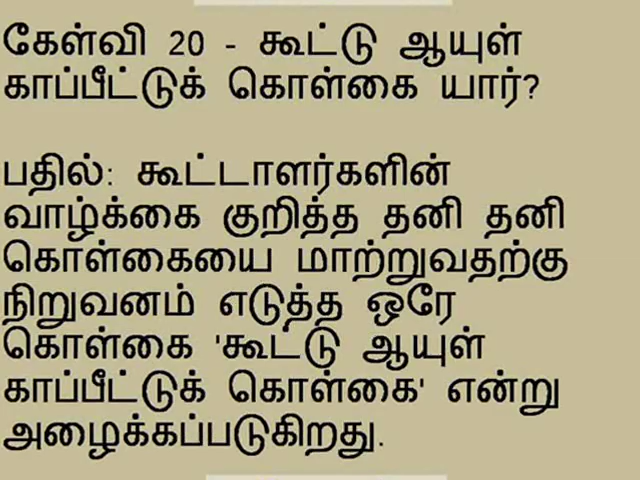 கேள்வி 20 - கூட்டு ஆயுள்
காப்பீட்டுக் கொள்கை யார்?
பதில்: கூட்டாளர்களின்
வாழ்க்கை குறித்த தனி தனி
கொள்கையை மாற்றுவதற்கு
நிறுவனம் எடுத்த ஒரே
கொள்கை 'கூட்டு ஆயுள்
காப்பீட்டுக் கொள்கை' என்று
அழைக்கப்படுகிறது.